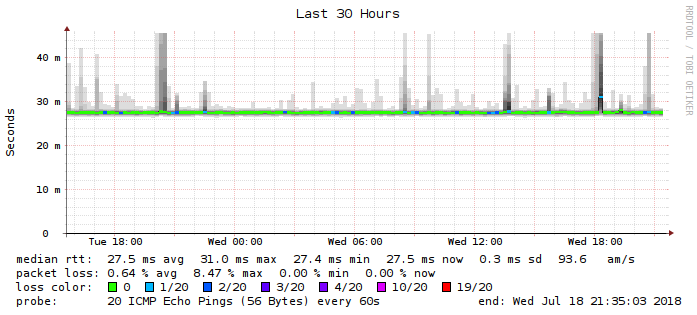 Last 30 Hours
RRDTOOL / TOBI OETIKER
Seconds
40 m
30 m
20 m
10 m
0
Tue 18:00 Wed 00:00 Wed 06:00 Wed 12:00 Wed 18:00
median rtt: 27.5 ms avg 31.0 ms max 27.4 ms min 27.5 ms now 0.3 ms sd 93.6 am/s
packet loss: 0.64 % avg 8.47 % max 0.00 % min 0.00 % now
loss color: 0 1/20 2/20 3/20 4/20 10/20 19/20
probe: 20 ICMP Echo Pings (56 Bytes) every 60s end: Wed Jul 18 21:35:03 2018